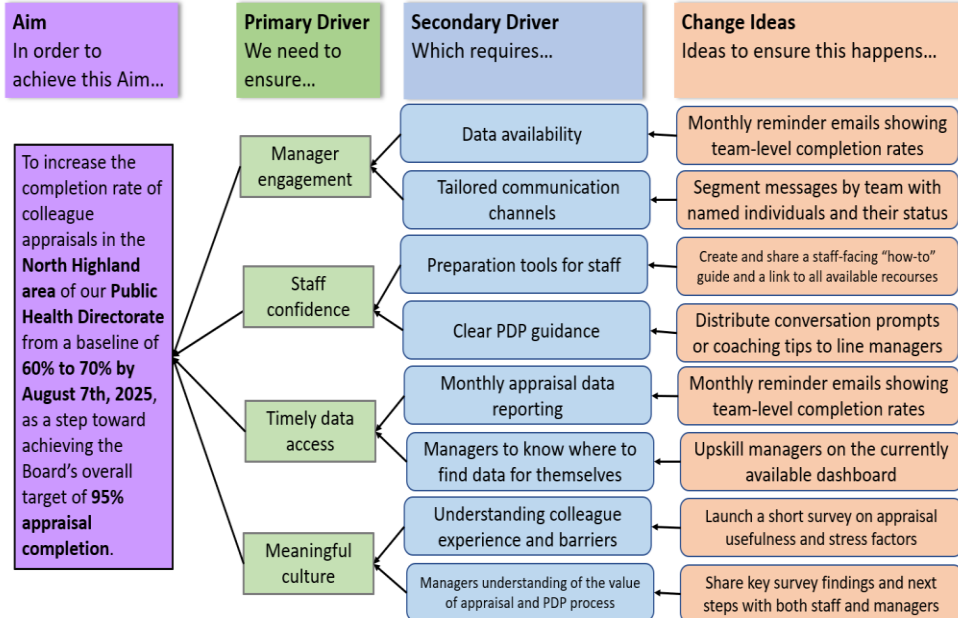 Aim
In order to
achieve this Aim...
Primary Driver
We need to
ensure...
Secondary Driver
Which requires...
Change Ideas
Ideas to ensure this happens...
To increase the
completion rate of
colleague
appraisals in the
North Highland
area of our Public
Health Directorate
from a baseline of
60% to 70% by
August 7th, 2025,
as a step toward
achieving the
Board's overall
target of 95%
appraisal
completion.
Manager
engagement
Data availability
Monthly reminder emails showing
team-level completion rates
Tailored communication
channels
Segment messages by team with
named individuals and their status
Staff
confidence
Preparation tools for staff
Create and share a staff-facing “how-to”
guide and a link to all available recourses
Clear PDP guidance
Distribute conversation prompts
or coaching tips to line managers
Timely data
access
Monthly appraisal data
reporting
Monthly reminder emails showing
team-level completion rates
Managers to know where to
find data for themselves
Upskill managers on the currently
available dashboard
Meaningful
culture
Understanding colleague
experience and barriers
Launch a short survey on appraisal
usefulness and stress factors
Managers understanding of the value
of appraisal and PDP process
Share key survey findings and next
steps with both staff and managers